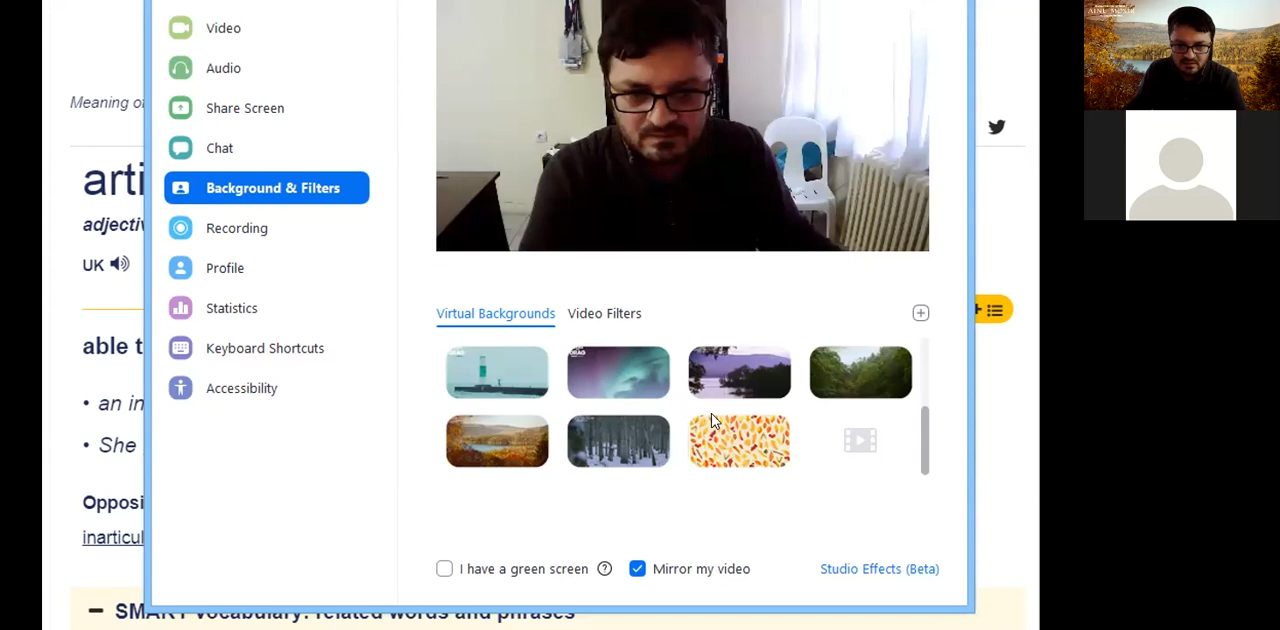 Video
Audio
Meaning of
Share Screen
Chat
arti
Background & Filters
adjectiv
Recording
UK
Profile
Statistics
Virtual Backgrounds Video Filters
able t
Keyboard Shortcuts
• an in
Accessibility
• She
Opposi
inarticul
I have a green screen ? Mirror my video Studio Effects (Beta)
SMART Vocabulary: related words and phrases